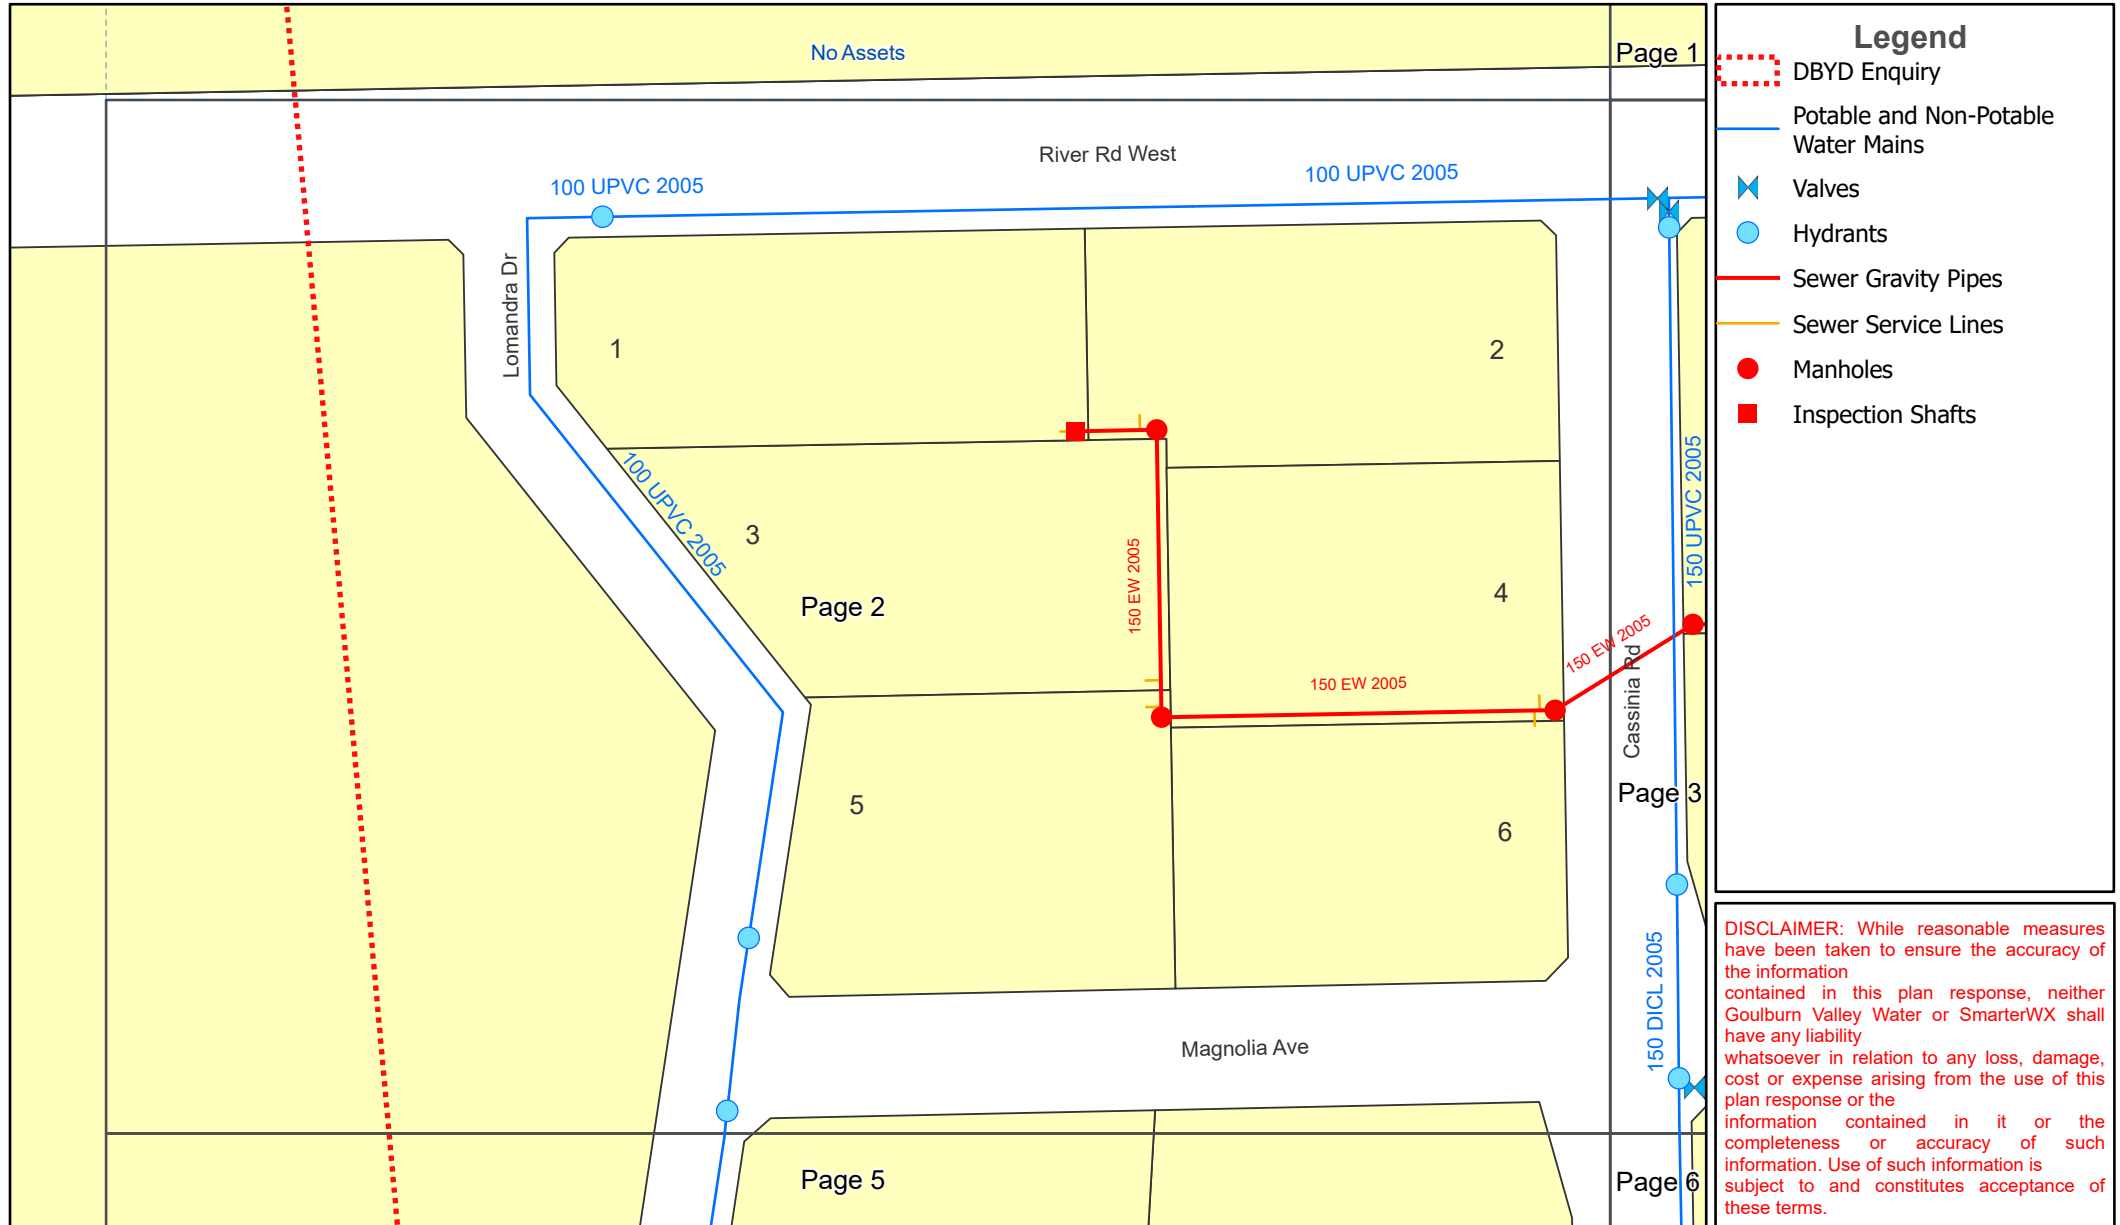 No Assets
Page 1
River Rd West
100 UPVC 2005
100 UPVC 2005
Lomandra Dr
1
2
100 UPVC 2005
150 UPVC 2005
3
150 EW 2005
4
Page 2
150 EW 2005
150 EW 2005
Cassinia Rd
Page 3
5
6
150 DICL 2005
Magnolia Ave
Page 5
Page 6
Legend
DBYD Enquiry
Potable and Non-Potable
Water Mains
Valves
Hydrants
Sewer Gravity Pipes
Sewer Service Lines
Manholes
Inspection Shafts
DISCLAIMER: While reasonable measures
have been taken to ensure the accuracy of
the information
contained in this plan response, neither
Goulburn Valley Water or SmarterWX shall
have any liability
whatsoever in relation to any loss, damage,
cost or expense arising from the use of this
plan response or the
information contained in it or the
completeness or accuracy of such
information. Use of such information is
subject to and constitutes acceptance of
these terms.